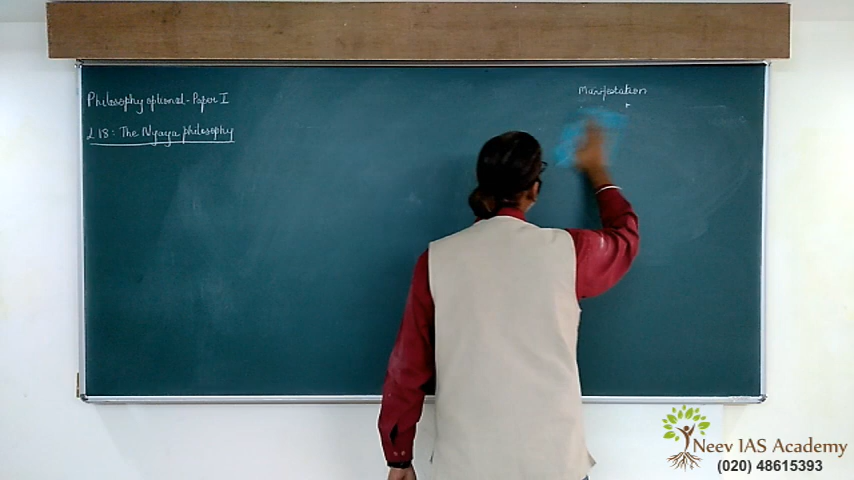 Philosophy optional - Paper I
L 18: The Nyaya philosophy
Manifestation
Neev IAS Academy
(020) 48615393